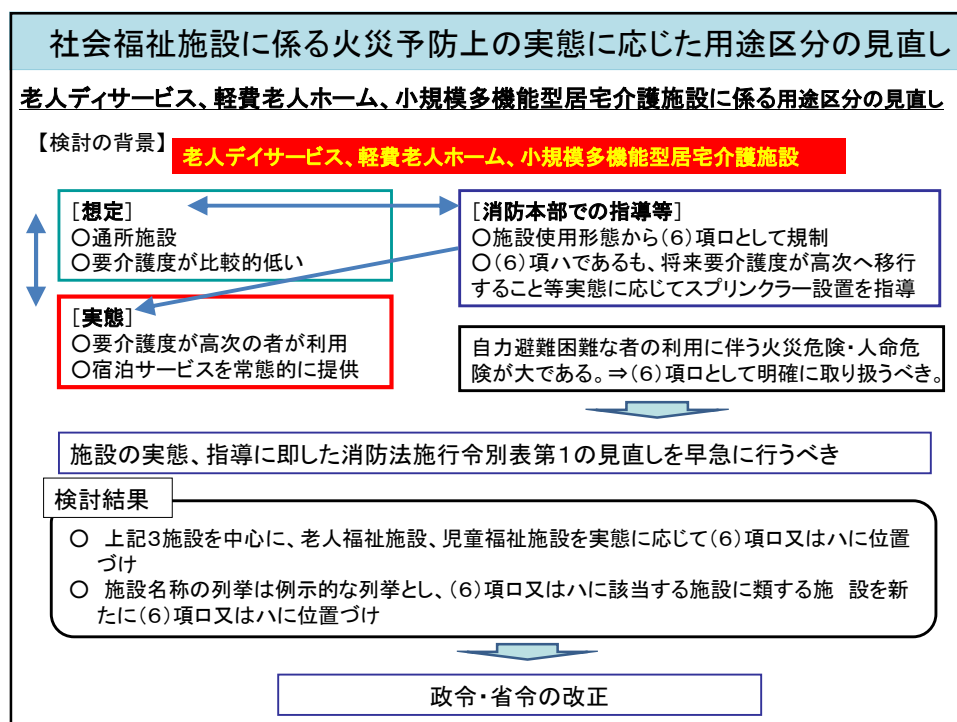 社会福祉施設に係る火災予防上の実態に応じた用途区分の見直し
老人ディサービス、軽費老人ホーム、小規模多機能型居宅介護施設に係る用途区分の見直し
【検討の背景】
老人デイサービス、軽費老人ホーム、小規模多機能型居宅介護施設
[想定]
○通所施設
○要介護度が比較的低い
[消防本部での指導等]
○施設使用形態から(6)項ロとして規制
○(6)項ハであるも、将来要介護度が高次へ移行
すること等実態に応じてスプリンクラー設置を指導
[実態]
○要介護度が高次の者が利用
○宿泊サービスを常態的に提供
自力避難困難な者の利用に伴う火災危険・人命危
険が大である。⇒(6)項ロとして明確に取り扱うべき。
施設の実態、指導に即した消防法施行令別表第1の見直しを早急に行うべき
検討結果
○ 上記3施設を中心に、老人福祉施設、児童福祉施設を実態に応じて(6)項ロ又はハに位置
づけ
○ 施設名称の列挙は例示的な列挙とし、(6)項ロ又はハに該当する施設に類する施 設を新
たに(6)項ロ又はハに位置づけ
政令・省令の改正